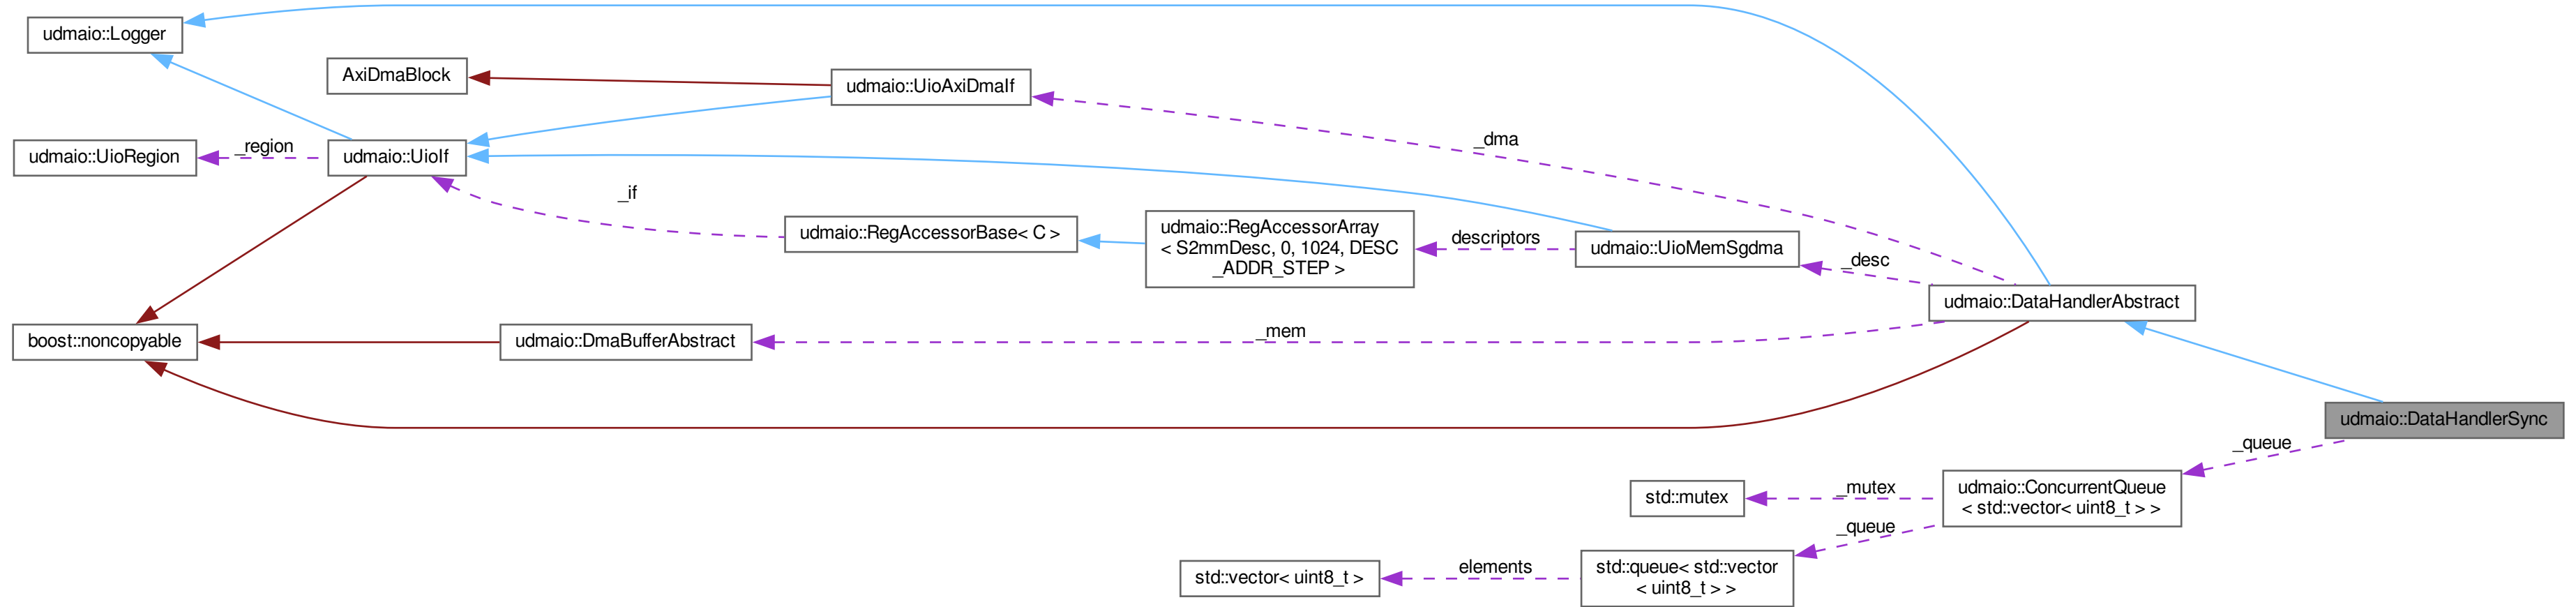 udmaio::Logger
AxiDmaBlock
udmaio::UioAxiDmaIf
udmaio::UioRegion
_region
udmaio::UioIf
_dma
_if
udmaio::RegAccessorBase< C >
udmaio::RegAccessorArray
< S2mmDesc, 0, 1024, DESC
_ADDR_STEP >
descriptors
udmaio::UioMemSgdma
_desc
udmaio::DataHandlerAbstract
boost::noncopyable
udmaio::DmaBufferAbstract
_mem
udmaio::DataHandlerSync
_queue
std::mutex
_mutex
udmaio::ConcurrentQueue
< std::vector< uint8_t > >
_queue
std::vector< uint8_t >
elements
std::queue< std::vector
< uint8_t > >